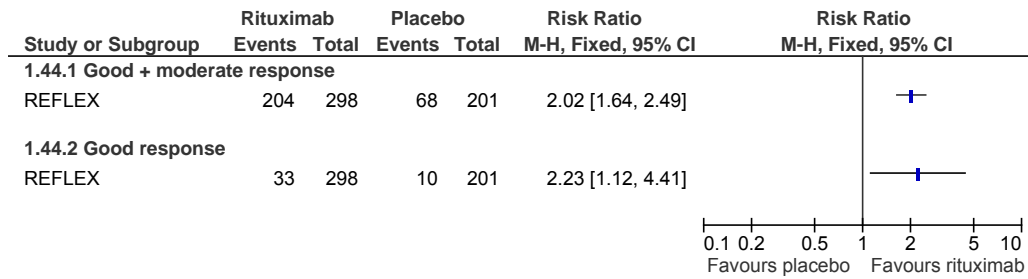 Rituximab Placebo Risk Ratio Risk Ratio
Study or Subgroup Events Total Events Total M-H, Fixed, 95% CI M-H, Fixed, 95% CI
1.44.1 Good + moderate response
REFLEX 204 298 68 201 2.02 [1.64, 2.49]
1.44.2 Good response
REFLEX 33 298 10 201 2.23 [1.12, 4.41]
0.1 0.2 0.5 1 2 5 10
Favours placebo Favours rituximab